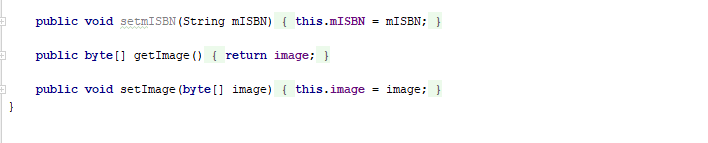 public void setmISBN(String mISBN) { this.mISBN = mISBN; }
public byte[] getImage() { return image; }
public void setImage(byte[] image) { this.image = image; }
}